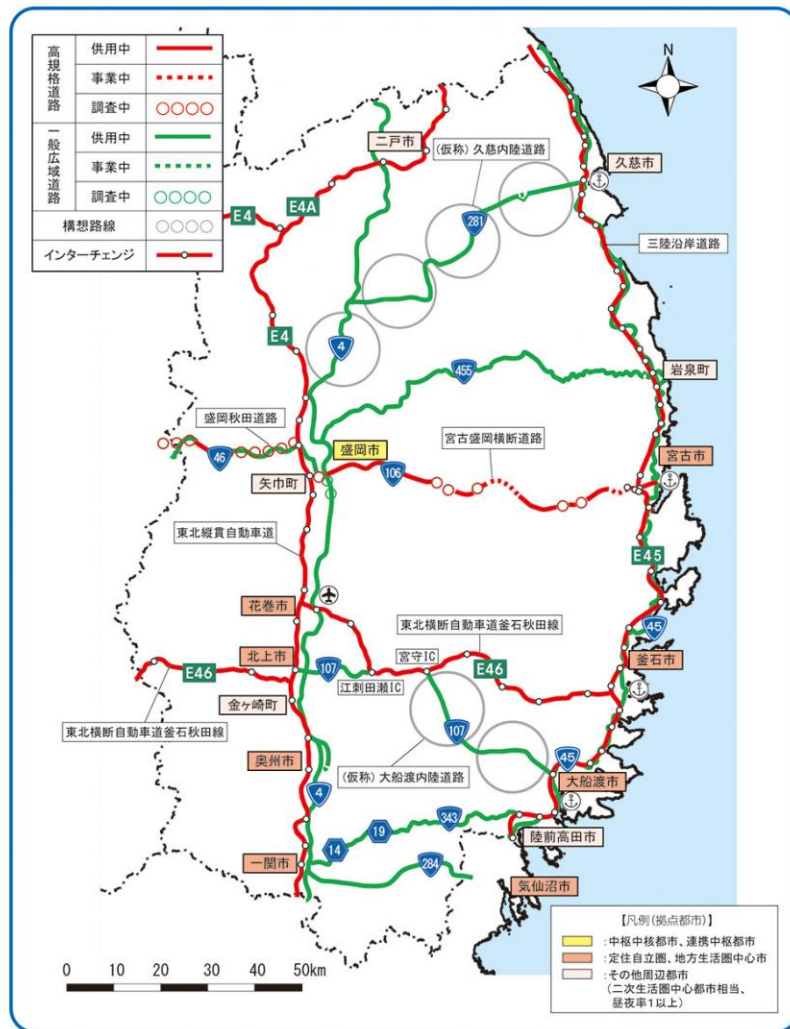 高規格道路
供用中
事業中
調査中
一般広域道路
供用中
事業中
調査中
構想路線
インターチェンジ
N
二戸市
(仮称)久慈内陸道路
久慈市
E4
E4A
281
三陸沿岸道路
E4
4
455
岩泉町
盛岡秋田道路
盛岡市
宮古盛岡横断道路
宮古市
46
106
矢巾町
東北縦貫自動車道
E45
花巻市
東北横断自動車道釜石秋田線
45
北上市
宮守IC
釜石市
E46
107
E46
江刺田瀬IC
金ヶ崎町
東北横断自動車道釜石秋田線
107
奥州市
(仮称)大船渡内陸道路
45
大船渡市
4
343
19
陸前高田市
14
一関市
284
気仙沼市
0 10 20 30 40 50km
【凡例(拠点都市)】
:中枢中核都市、連携中枢都市
:定住自立圏、地方生活圏中心市
:その他周辺都市
(二次生活圏中心都市相当、
昼夜率1以上)